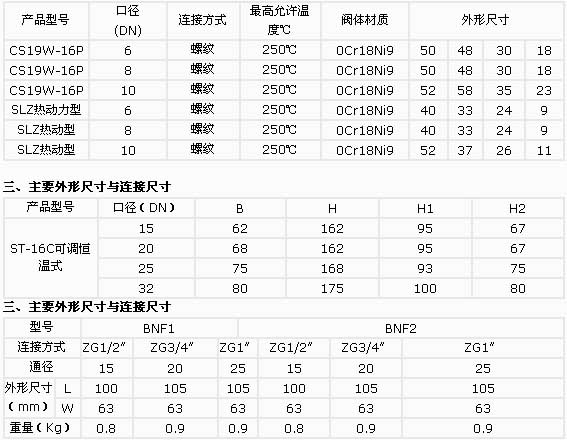 产品型号 口径(DN) 连接方式 最高允许温度℃ 阀体材质 外形尺寸
CS19W-16P 6 螺纹 250℃ 0Cr18Ni9 50 48 30 18
CS19W-16P 8 螺纹 250℃ 0Cr18Ni9 50 48 30 18
CS19W-16P 10 螺纹 250℃ 0Cr18Ni9 52 58 35 23
SLZ热动力型 6 螺纹 250℃ 0Cr18Ni9 40 33 24 9
SLZ热动型 8 螺纹 250℃ 0Cr18Ni9 40 33 24 9
SLZ热动型 10 螺纹 250℃ 0Cr18Ni9 52 37 26 11
三、主要外形尺寸与连接尺寸
产品型号 口径(DN) B H H1 H2
ST-16C可调恒温式 15 62 162 95 67
20 68 162 95 67
25 75 168 93 75
32 80 175 100 80
三、主要外形尺寸与连接尺寸
型号 BNF1 BNF2
连接方式 ZG1/2″ ZG3/4″ ZG1″ ZG1/2″ ZG3/4″ ZG1″
通径 15 20 25 15 20 25
外形尺寸(mm) L 100 105 105 100 105 105
W 63 63 63 63 63 63
重量(Kg) 0.8 0.9 0.9 0.8 0.9 0.9